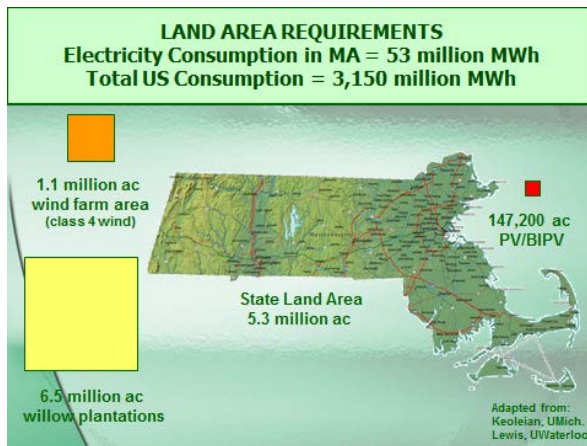 LAND AREA REQUIREMENTS
Electricity Consumption in MA = 53 million MWh
Total US Consumption = 3,150 million MWh
1.1 million ac
wind farm area
(class 4 wind)
147,200 ac
PV/BIPV
State Land Area
5.3 million ac
6.5 million ac
willow plantations
Adapted from:
Keoleian, UMich.
Lewis, UWaterloo